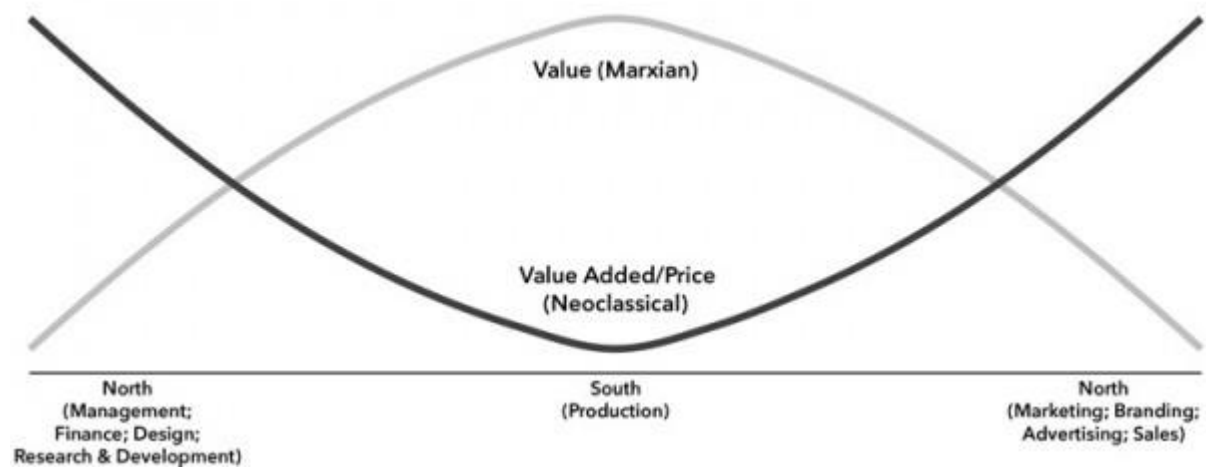 Value (Marxian)
Value Added/Price
(Neoclassical)
North
(Management;
Finance; Design;
Research & Development)
South
(Production)
North
(Marketing; Branding;
Advertising; Sales)